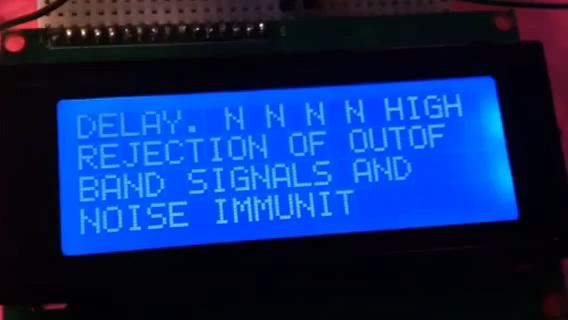 DELAY. N N N N HIGH
REJECTION OF OUTOF
BAND SIGNALS AND
NOISE IMMUNIT